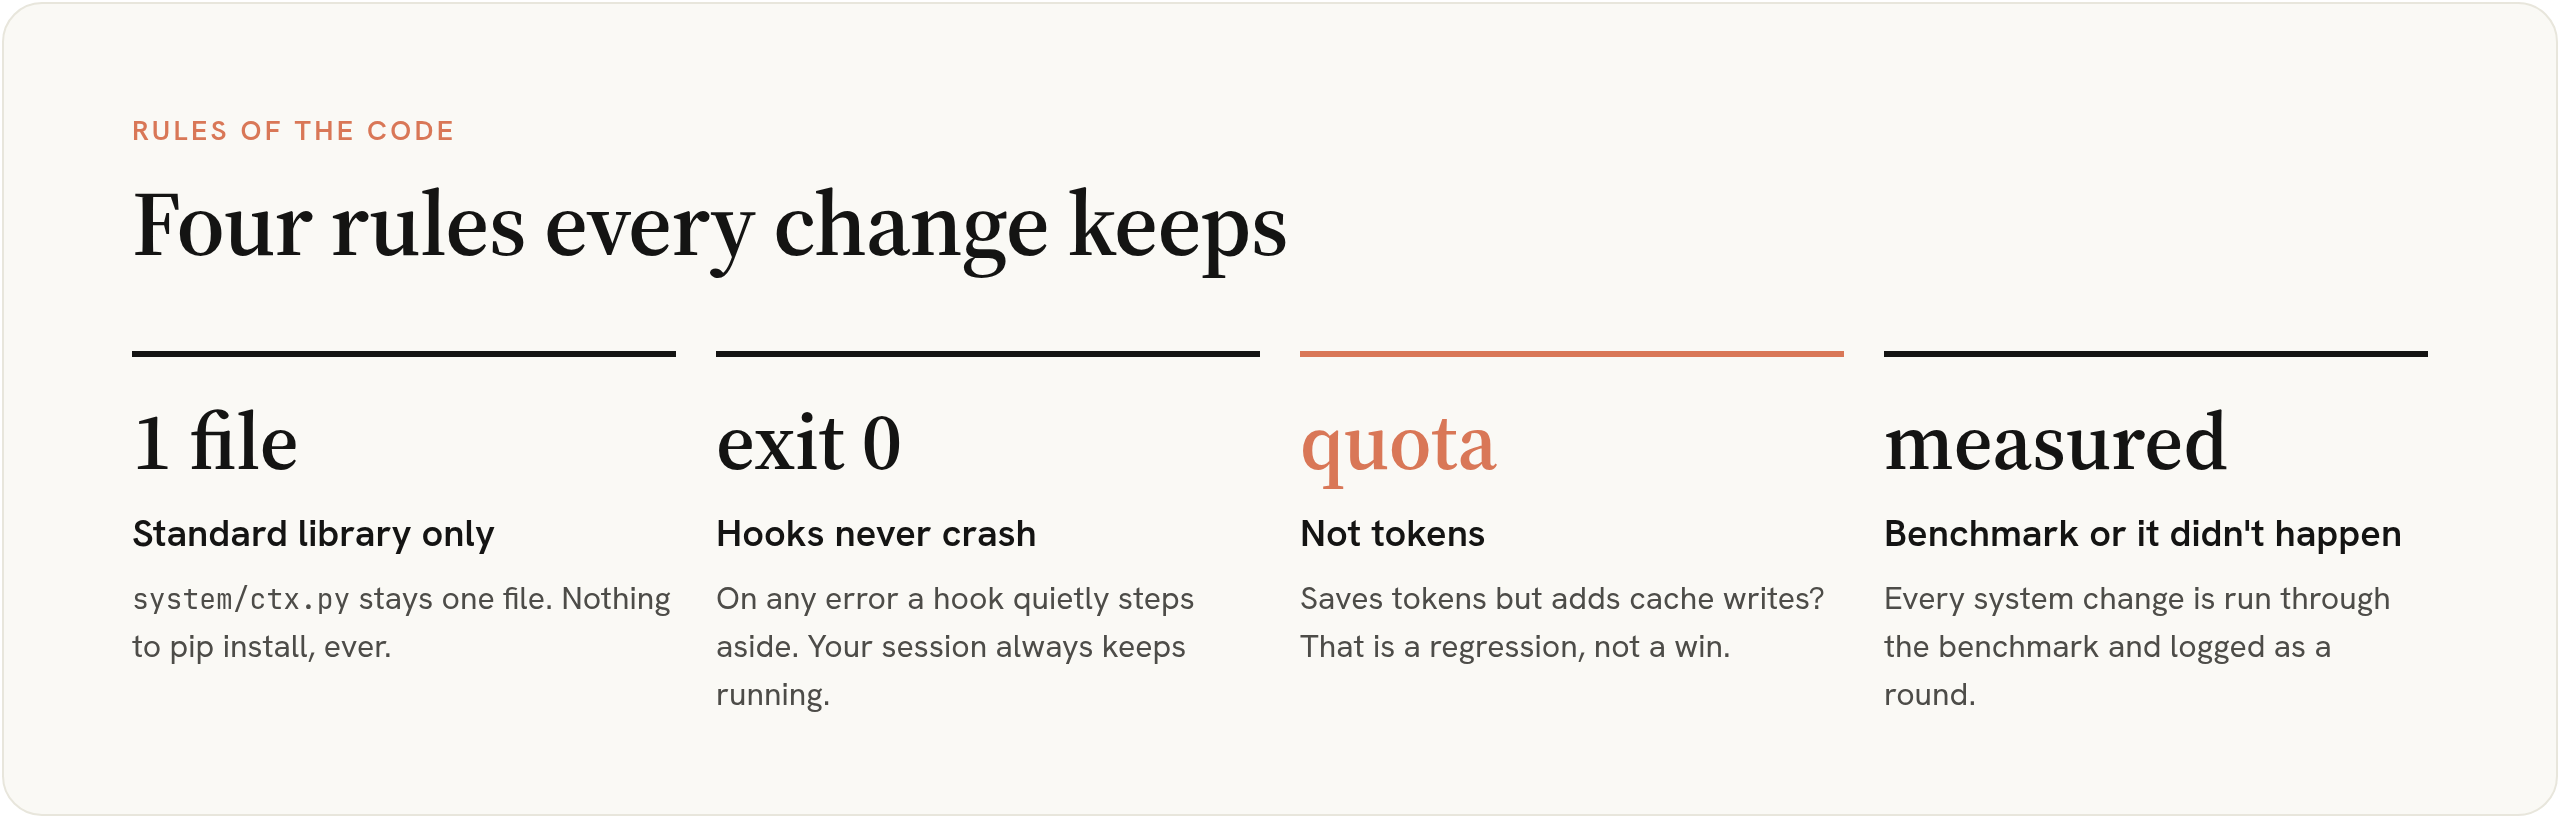 RULES OF THE CODE
Four rules every change keeps
1 file
Standard library only
system/ctx.py stays one file. Nothing
to pip install, ever.
exit 0
Hooks never crash
On any error a hook quietly steps
aside. Your session always keeps
running.
quota
Not tokens
Saves tokens but adds cache writes?
That is a regression, not a win.
measured
Benchmark or it didn't happen
Every system change is run through
the benchmark and logged as a
round.